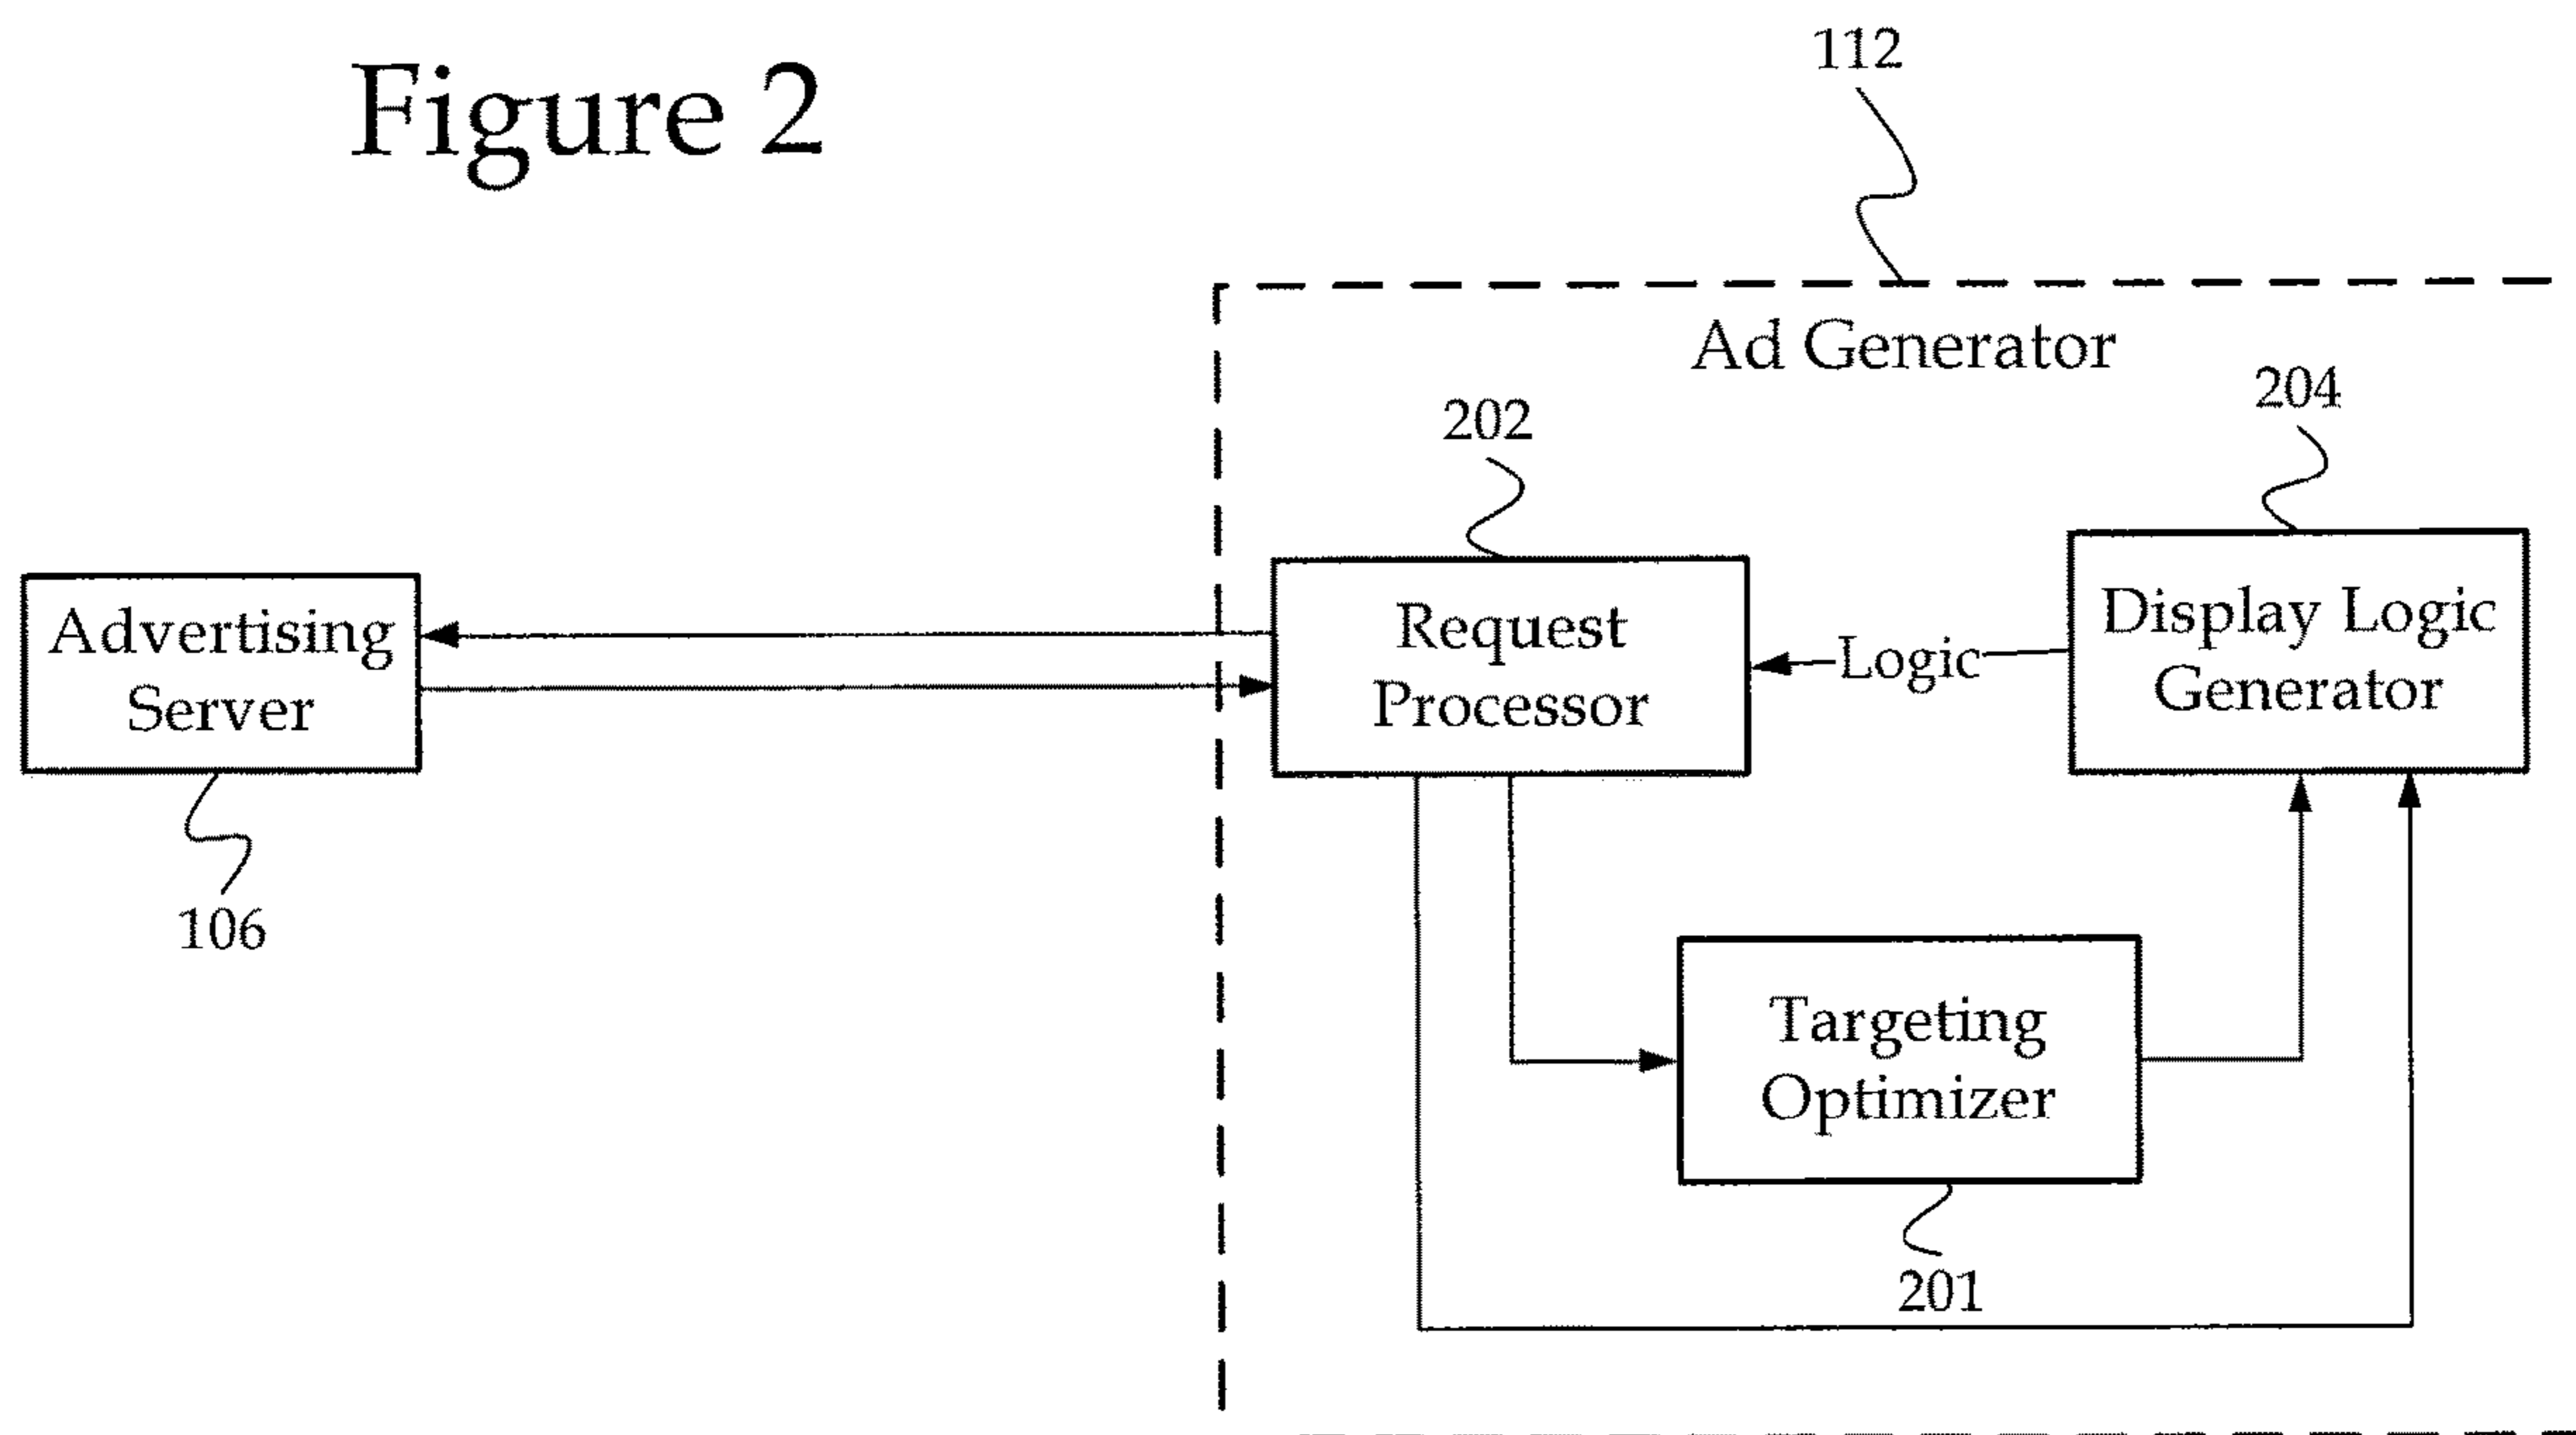 Figure 2
112
Ad Generator
202
204
Advertising
Server
106
Request
Processor
Logic
Display Logic
Generator
Targeting
Optimizer
201